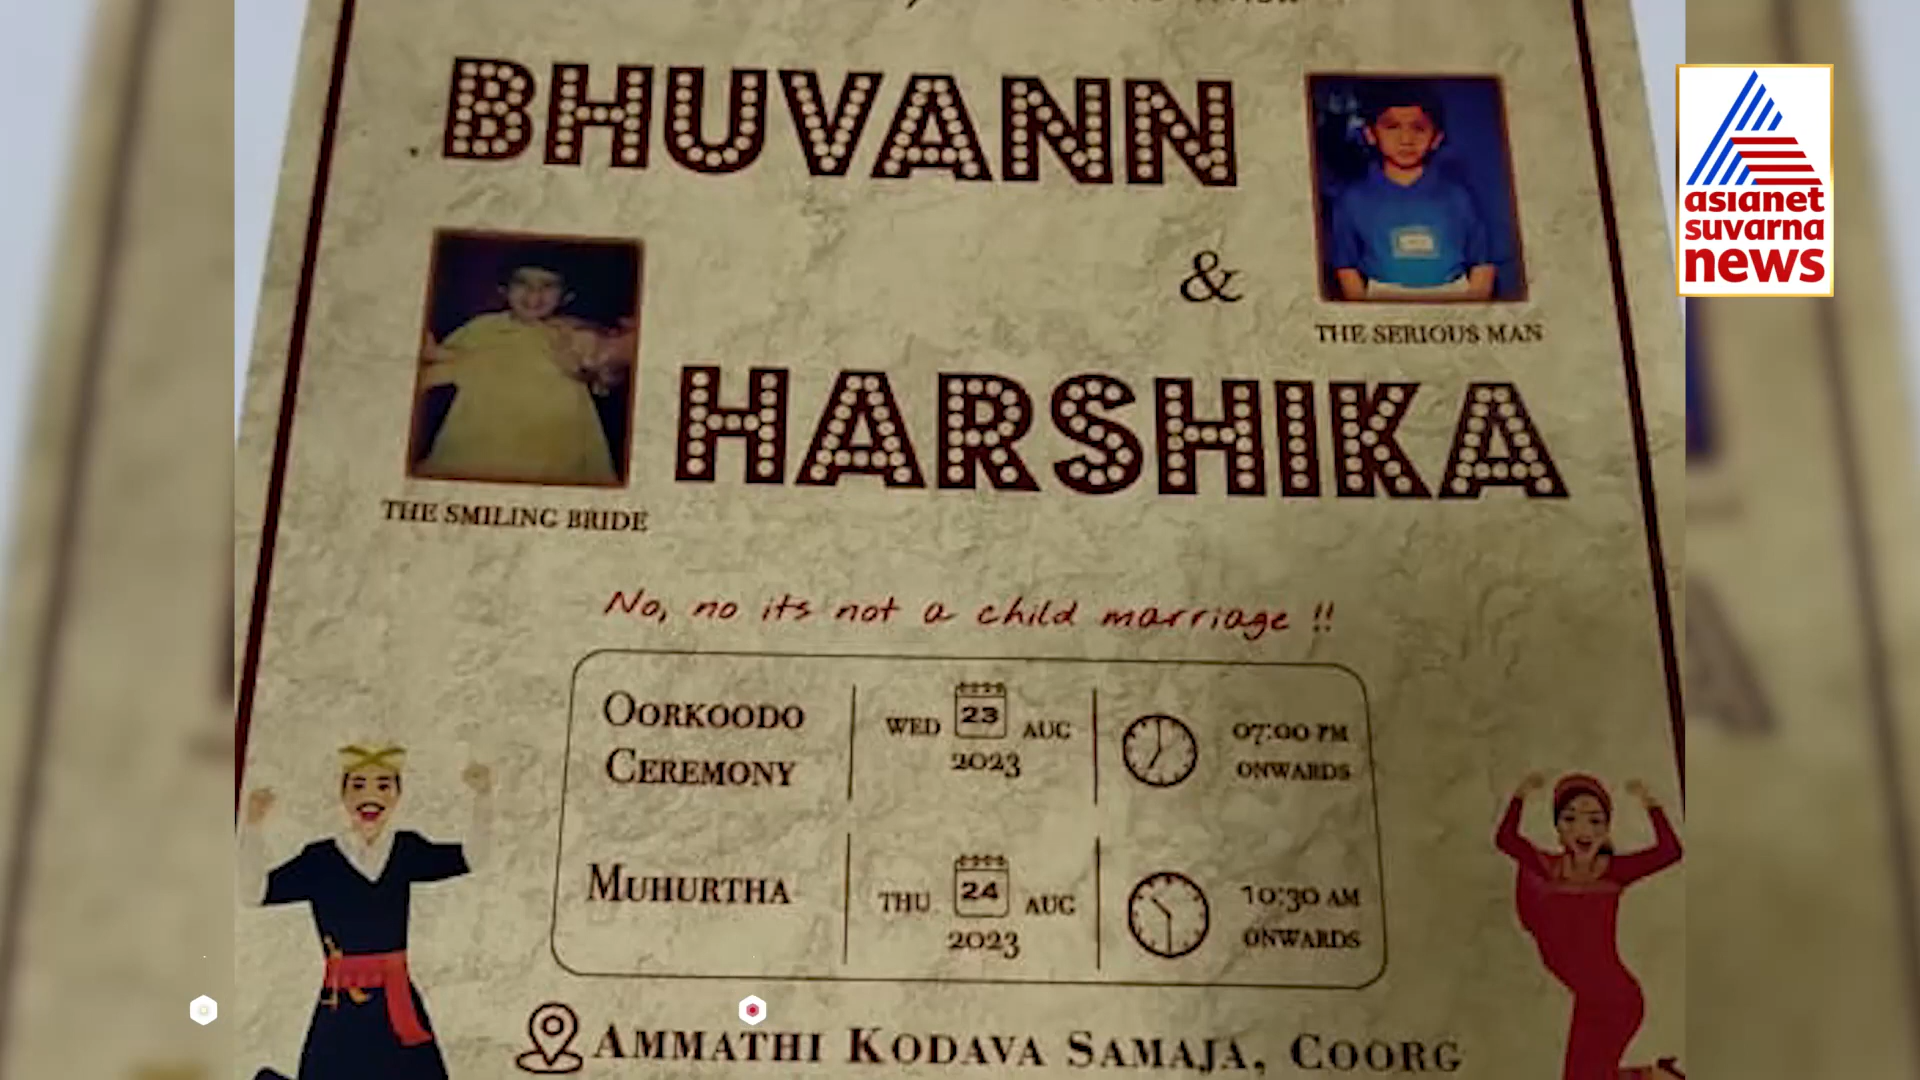 BHUVANN
&
THE SERIOUS MAN
HARSHIKA
THE SMILING BRIDE
No, no its not a child marriage !!
OORKOODO
CEREMONY
WED 23 AUG
2023
07:00 PM
ONWARDS
MUHURTHA
THU 24 AUG
2023
10:30 AM
ONWARDS
AMMATHI KODAVA SAMAJA, COORG
asianet
suvarna
news